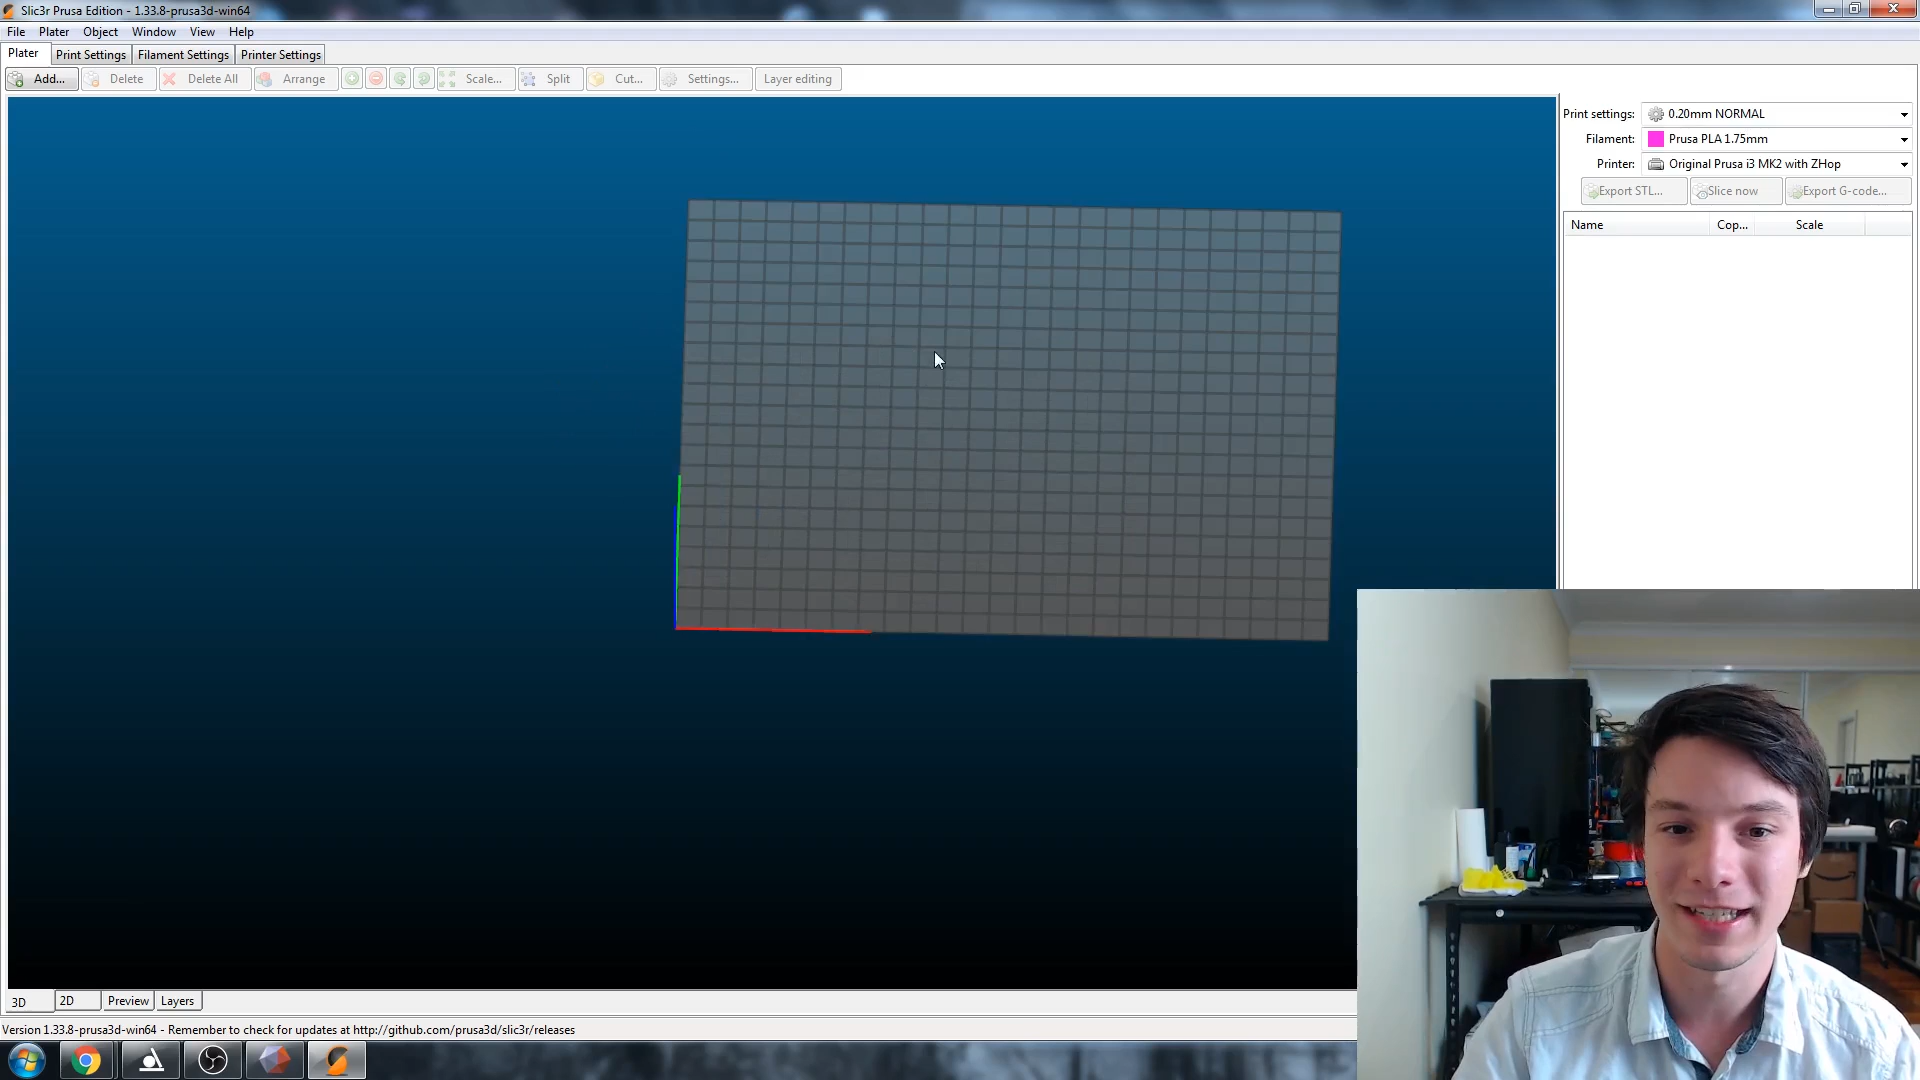 Slic3r Prusa Edition - 1.33.8-prusa3d-win64
File Plater Object Window View Help
Plater Print Settings Filament Settings Printer Settings
Add... Delete Delete All Arrange Scale... Split Cut... Settings... Layer editing
Print settings: 0.20mm NORMAL
Filament: Prusa PLA 1.75mm
Printer: Original Prusa i3 MK2 with ZHop
Export STL... Slice now Export G-code...
Name Cop... Scale
3D 2D Preview Layers
Version 1.33.8-prusa3d-win64 - Remember to check for updates at http://github.com/prusa3d/slic3r/releases